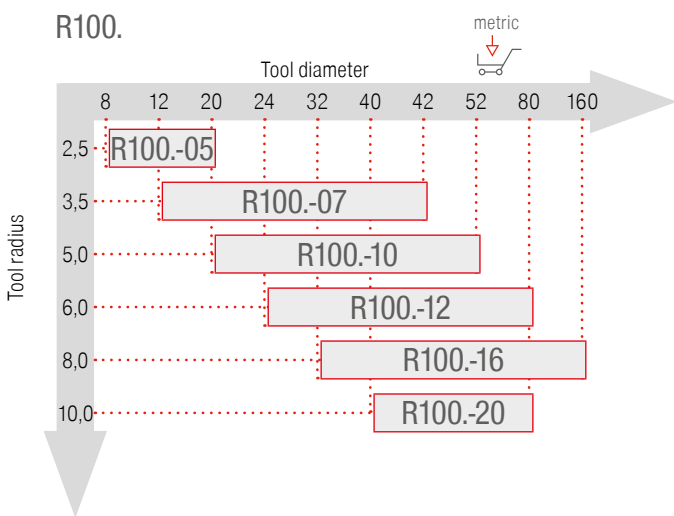 R100.
metric
Tool diameter
8 12 20 24 32 40 42 52 80 160
Tool radius
2,5 R100.-05
3,5 R100.-07
5,0 R100.-10
6,0 R100.-12
8,0 R100.-16
10,0 R100.-20